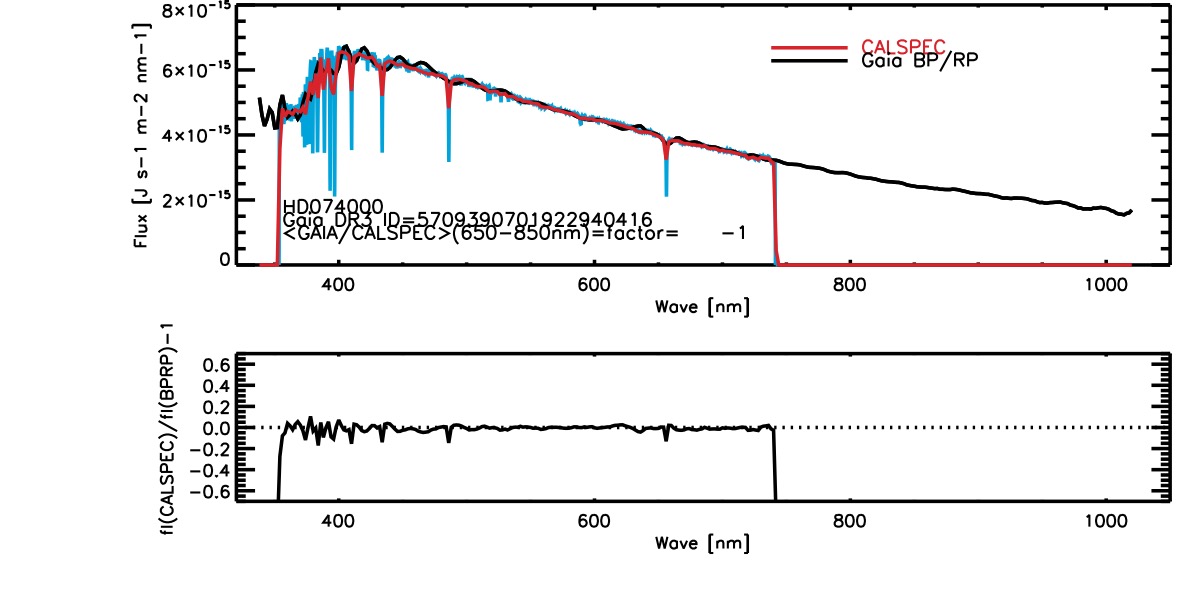 8×10⁻¹⁵
6×10⁻¹⁵
4×10⁻¹⁵
2×10⁻¹⁵
0
Flux [J s−1 m−2 nm−1]
CALSPEC
Gaia BP/RP
HD074000
Gaia DR3 ID=5709390701922940416
<GAIA/CALSPEC>(650−850nm)=factor= −1
400 600 800 1000
Wave [nm]
fl(CALSPEC)/fl(BPRP)−1
0.6
0.4
0.2
0.0
−0.2
−0.4
−0.6
400 600 800 1000
Wave [nm]